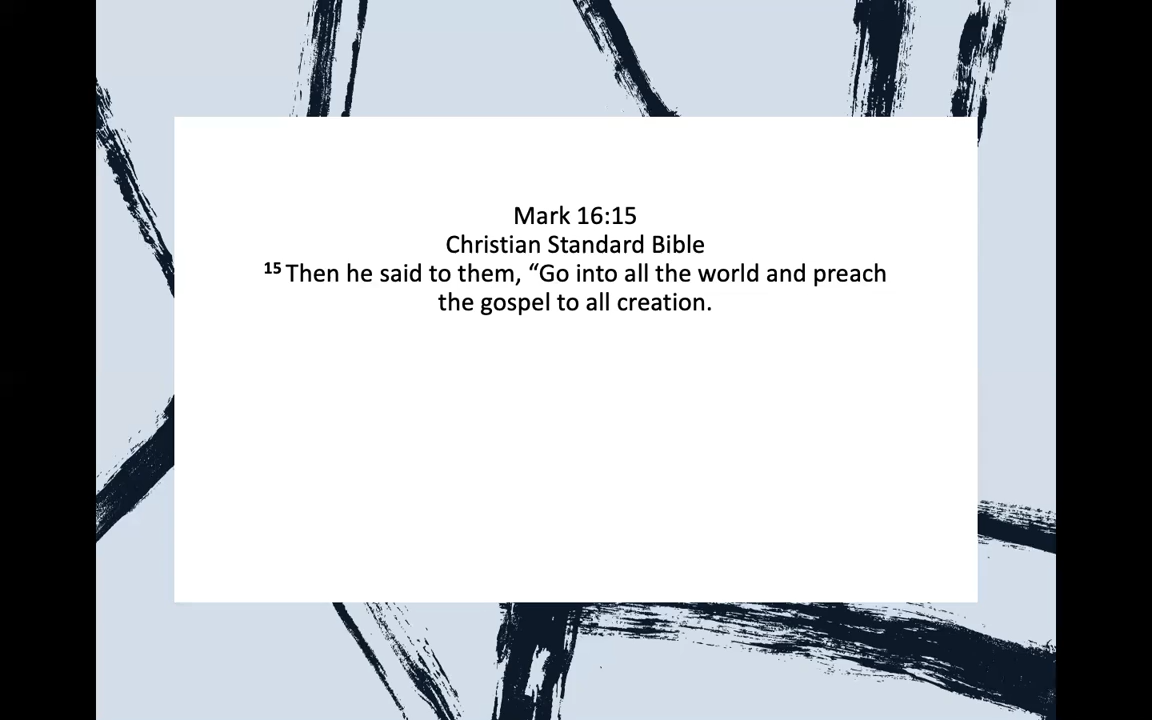 Mark 16:15
Christian Standard Bible
15 Then he said to them, “Go into all the world and preach
the gospel to all creation.